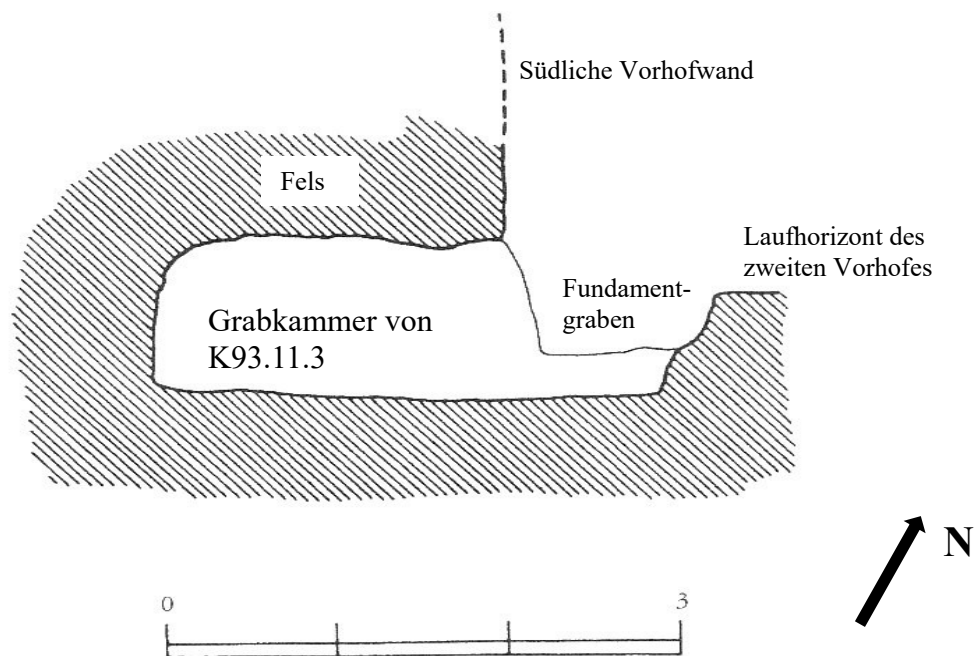 Südliche Vorhofwand
Fels
Laufhorizont des
zweiten Vorhofes
Fundament-
graben
Grabkammer von
K93.11.3
N
0
3